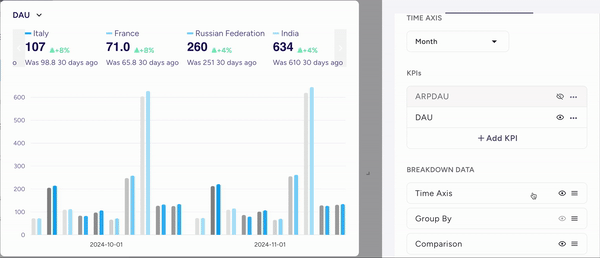 DAU
Italy
France
Russian Federation
India
107 ▲+8%
71.0 ▲+8%
260 ▲+4%
634 ▲+4%
Was 98.8 30 days ago
Was 65.8 30 days ago
Was 251 30 days ago
Was 610 30 days ago
600
500
400
300
200
100
0
2024-10-01
2024-11-01
TIME AXIS
Month
KPIs
ARPDAU
DAU
+ Add KPI
BREAKDOWN DATA
Time Axis
Group By
Comparison